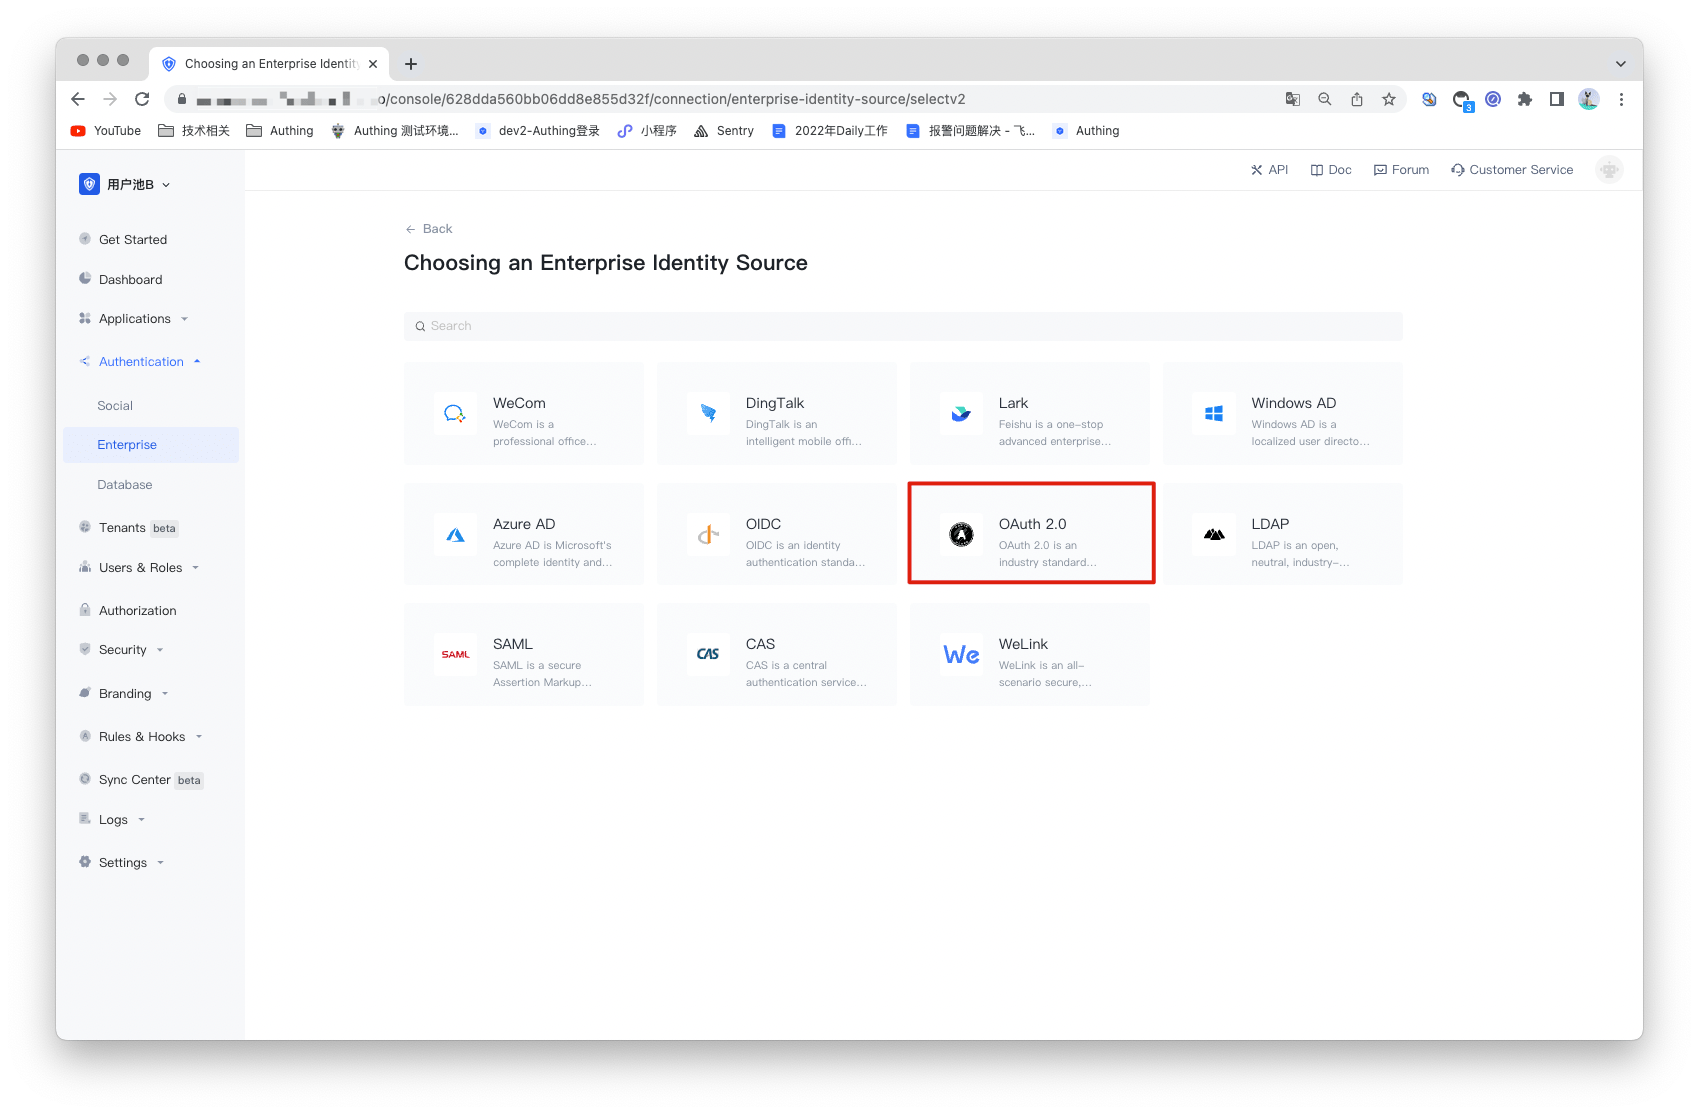 Choosing an Enterprise Identit
/console/628dda560bb06dd8e855d32f/connection/enterprise-identity-source/selectv2
3
YouTube 技术相关 Authing Authing 测试环境... dev2-Authing登录 小程序 Sentry 2022年Daily工作 报警问题解决 - 飞... Authing
用户池B
API Doc Forum Customer Service
Get Started
Dashboard
Applications
Authentication
Social
Enterprise
Database
Tenants beta
Users & Roles
Authorization
Security
Branding
Rules & Hooks
Sync Center beta
Logs
Settings
Back
Choosing an Enterprise Identity Source
Search
WeCom
WeCom is a
professional office...
DingTalk
DingTalk is an
intelligent mobile offi...
Lark
Feishu is a one-stop
advanced enterprise...
Windows AD
Windows AD is a
localized user directo...
Azure AD
Azure AD is Microsoft's
complete identity and...
OIDC
OIDC is an identity
authentication standa...
OAuth 2.0
OAuth 2.0 is an
industry standard...
LDAP
LDAP is an open,
neutral, industry-...
SAML
SAML
SAML is a secure
Assertion Markup...
CAS
CAS
CAS is a central
authentication service...
We
WeLink
WeLink is an all-
scenario secure,...